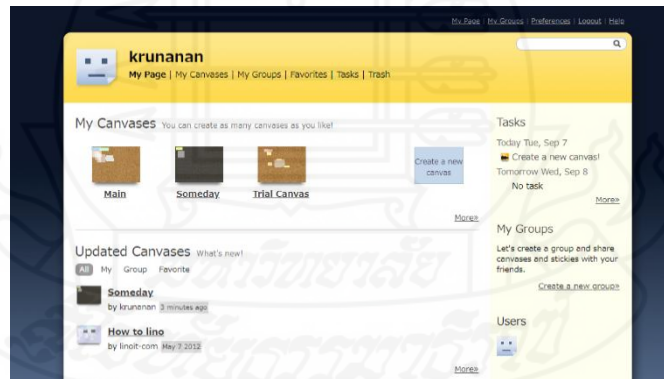 My Page | My Groups | Preferences | Logout | Help
krunanan
My Page | My Canvases | My Groups | Favorites | Tasks | Trash
My Canvases You can create as many canvases as you like!
Main
Someday
Trial Canvas
Create a new
canvas
More»
Updated Canvases What's new!
All My Group Favorite
Someday
by krunanan 3 minutes ago
How to lino
by linoit-com May 7 2012
More»
Tasks
Today Tue, Sep 7
Create a new canvas!
Tomorrow Wed, Sep 8
No task
More»
My Groups
Let's create a group and share
canvases and stickies with your
friends.
Create a new group»
Users